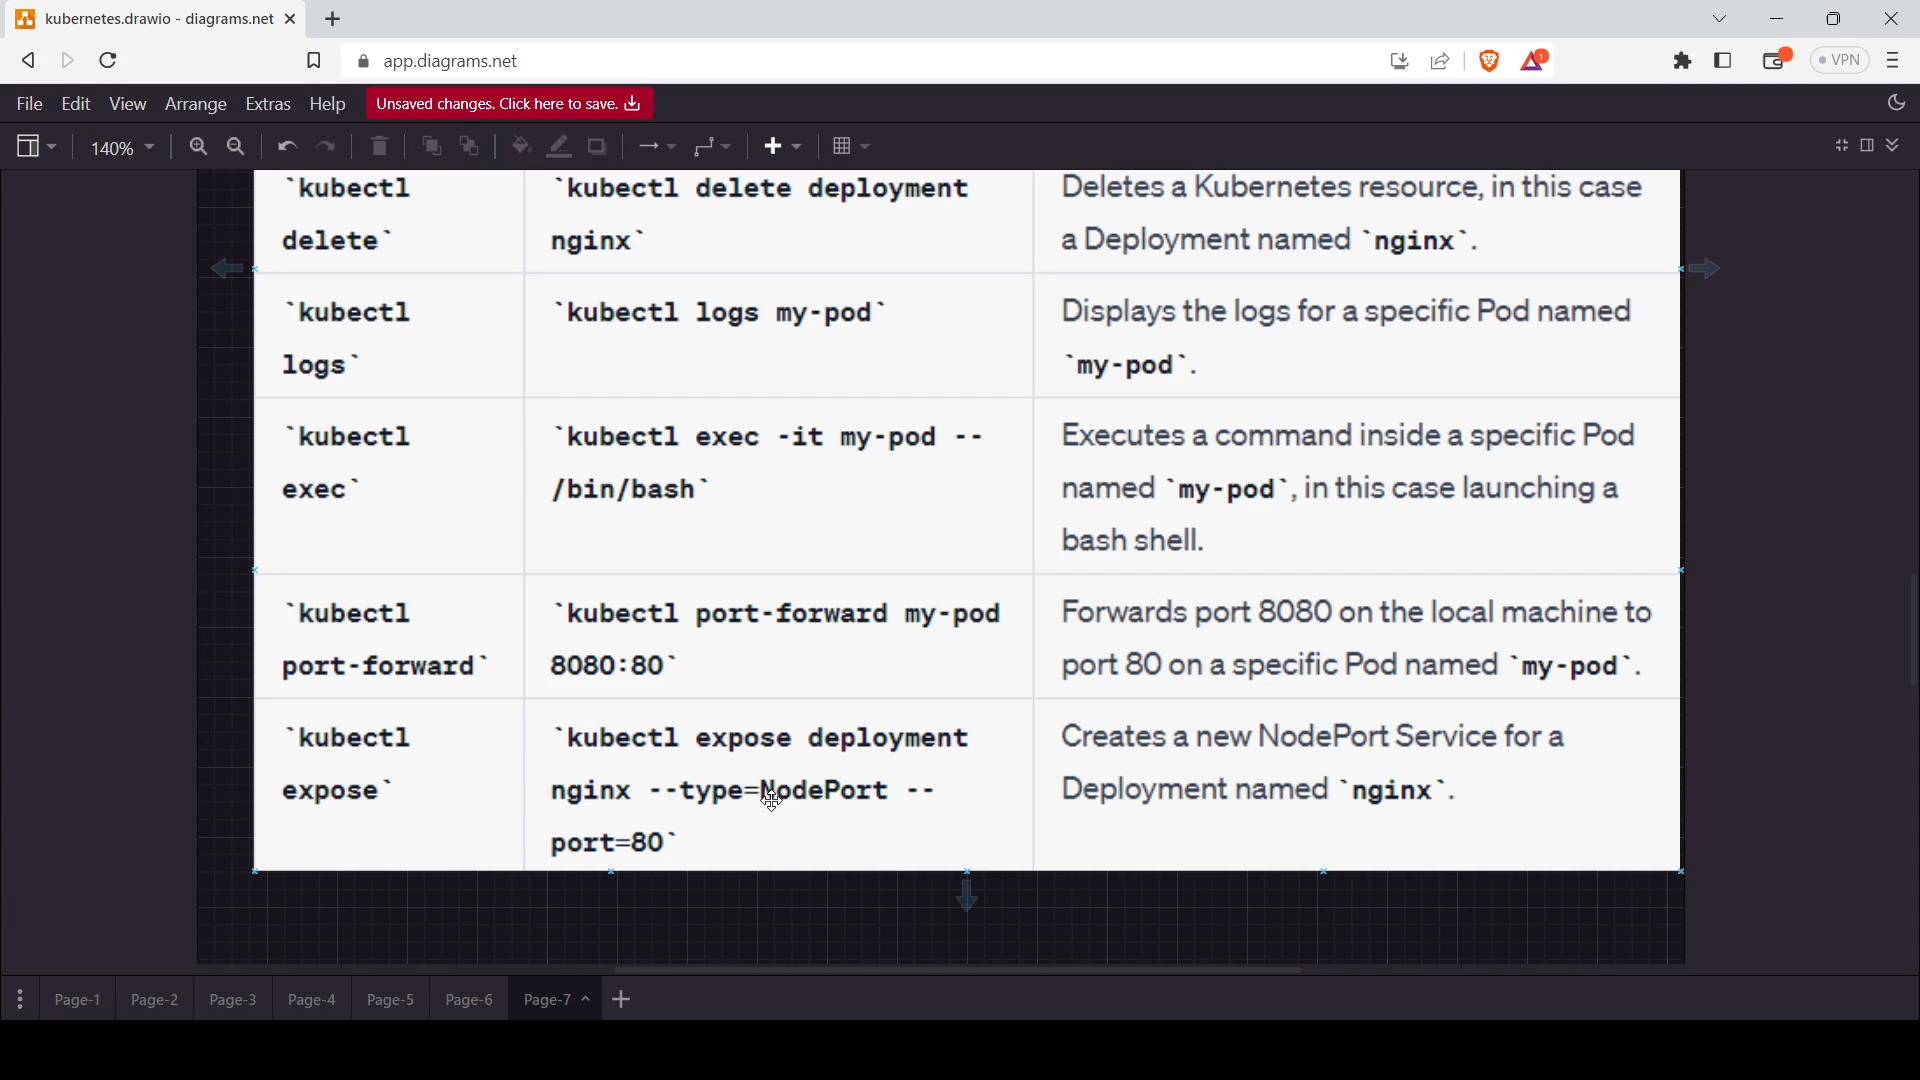 kubernetes.drawio - diagrams.net
app.diagrams.net
1
VPN
File Edit View Arrange Extras Help Unsaved changes. Click here to save.
140%
`kubectl delete`
`kubectl delete deployment nginx`
Deletes a Kubernetes resource, in this case
a Deployment named `nginx`.
`kubectl
logs`
`kubectl logs my-pod`
Displays the logs for a specific Pod named
`my-pod`.
`kubectl
exec`
`kubectl exec -it my-pod --
/bin/bash`
Executes a command inside a specific Pod
named `my-pod`, in this case launching a
bash shell.
`kubectl
port-forward`
`kubectl port-forward my-pod
8080:80`
Forwards port 8080 on the local machine to
port 80 on a specific Pod named `my-pod`.
`kubectl
expose`
`kubectl expose deployment
nginx --type=NodePort --
port=80`
Creates a new NodePort Service for a
Deployment named `nginx`.
Page-1 Page-2 Page-3 Page-4 Page-5 Page-6 Page-7